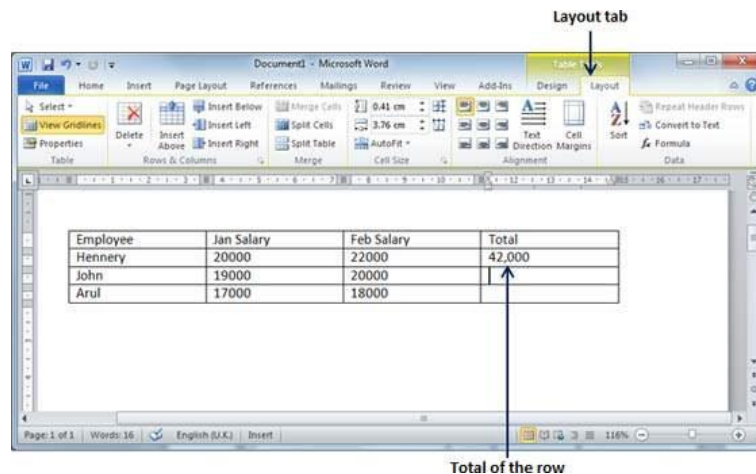 Layout tab
Document1 - Microsoft Word
Table Tools
File Home Insert Page Layout References Mailings Review View Add-Ins Design Layout
Select
View Gridlines
Properties
Table
Delete
Insert Above
Insert Below
Insert Left
Insert Right
Rows & Columns
Merge Cells
Split Cells
Split Table
Merge
0.41 cm
3.76 cm
AutoFit
Cell Size
Text Direction
Cell Margins
Alignment
Sort
Repeat Header Rows
Convert to Text
Formula
Data
Employee Jan Salary Feb Salary Total
Hennery 20000 22000 42,000
John 19000 20000
Arul 17000 18000
Page: 1 of 1 Words: 16 English (U.K.) Insert 116%
Total of the row